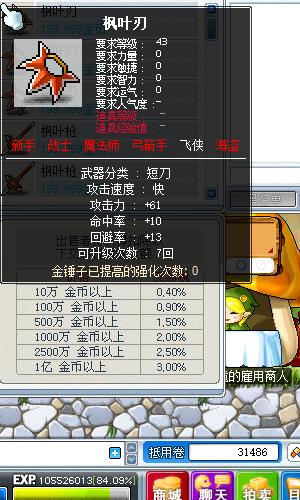 枫叶刃
要求等级: 43
要求力量: 0
要求敏捷: 0
要求智力: 0
要求运气: 0
要求人气度: -
道具等级: -
道具经验值: -
新手 战士 魔法师 弓箭手 飞侠 海盗
武器分类 : 短刀
攻击速度 : 快
攻击力 : +61
命中率 : +10
回避率 : +13
可升级次数 : 7回
金锤子已提高的强化次数: 0
10万 金币以上 0,40%
100万 金币以上 0,90%
500万 金币以上 1,50%
1000万 金币以上 2,00%
2500万 金币以上 2,50%
1亿 金币以上 3,00%
枫叶枪
的雇用商人
抵用卷 31486
EXP. 105526013[84.09%]
商城 聊天 拍卖